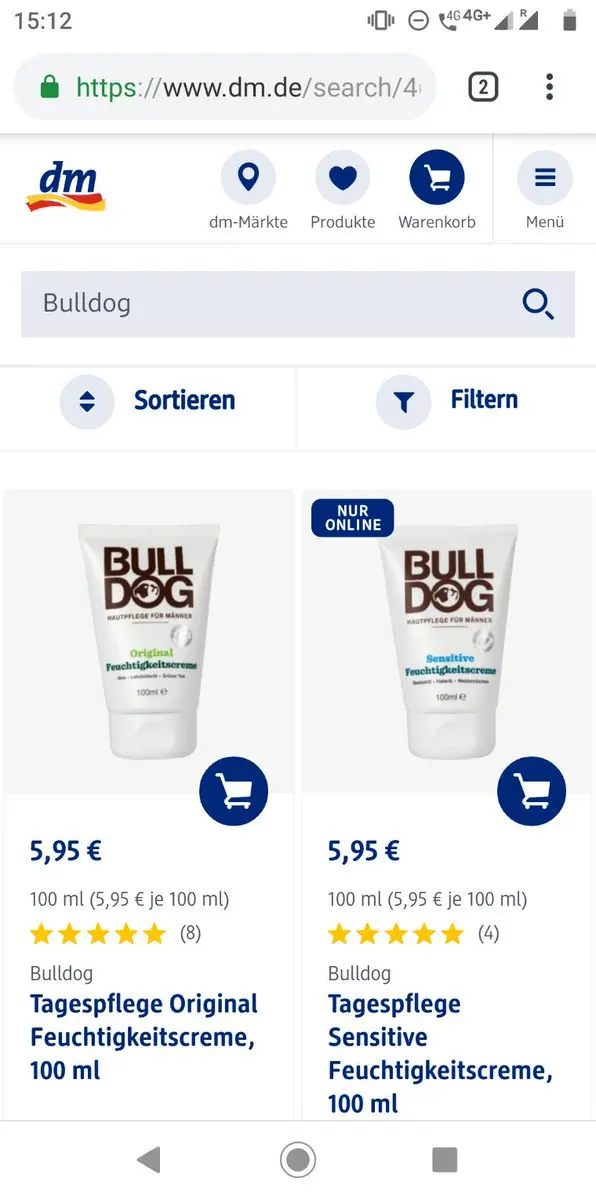 15:12
4G 4G+ R
https://www.dm.de/search/4
2
dm
dm-Märkte
Produkte
Warenkorb
Menü
Bulldog
Sortieren
Filtern
BULL
DOG
HAUTPFLEGE FÜR MÄNNER
Original
Feuchtigkeitscreme
100ml e
NUR
ONLINE
BULL
DOG
HAUTPFLEGE FÜR MÄNNER
Sensitive
Feuchtigkeitscreme
100ml e
5,95 €
100 ml (5,95 € je 100 ml)
(8)
Bulldog
Tagespflege Original
Feuchtigkeitscreme,
100 ml
5,95 €
100 ml (5,95 € je 100 ml)
(4)
Bulldog
Tagespflege
Sensitive
Feuchtigkeitscreme,
100 ml